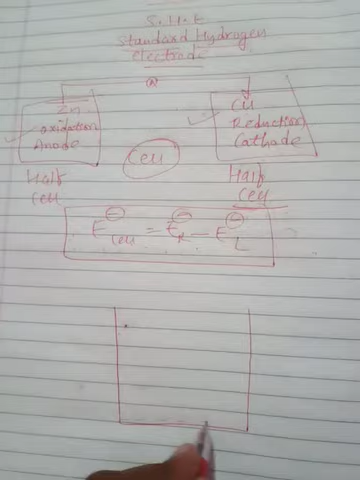 S.H.E
Standard Hydrogen
electrode
Zn
oxidation
Anode
Cu
Reduction
Cathode
Cell
Half
Cell
Half
Cell
E⊖cell = E⊖R − E⊖L